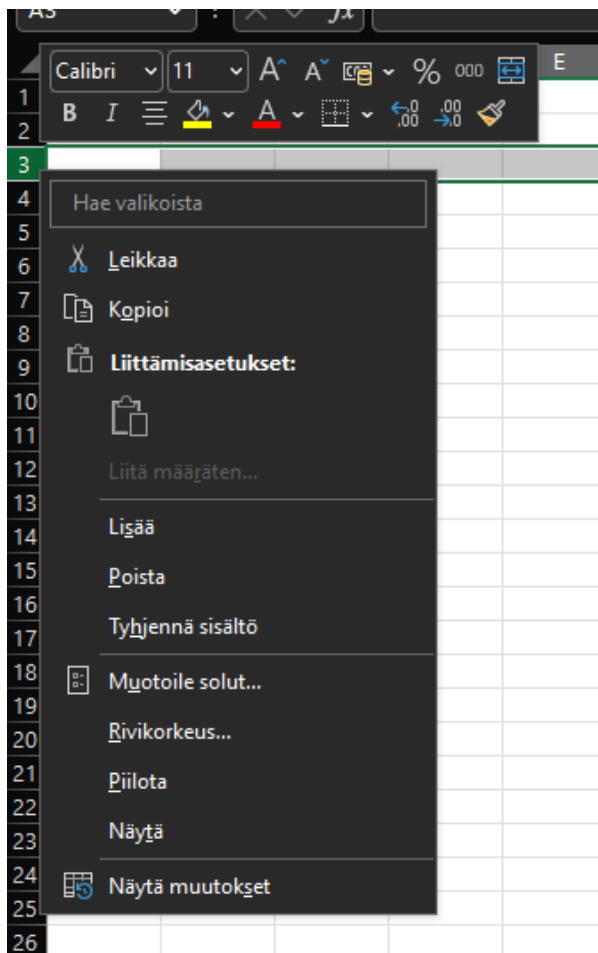 A3 fx
Calibri 11 A A % 000
B I A ,00 ,00
E
1
2
3
4 Hae valikoista
5
6 Leikkaa
7 Kopioi
8
9 Liittämisasetukset:
10
11
12 Liitä määräten...
13
14 Lisää
15 Poista
16
17 Tyhjennä sisältö
18 Muotoile solut...
19
20 Rivikorkeus...
21 Piilota
22
23 Näytä
24 Näytä muutokset
25
26